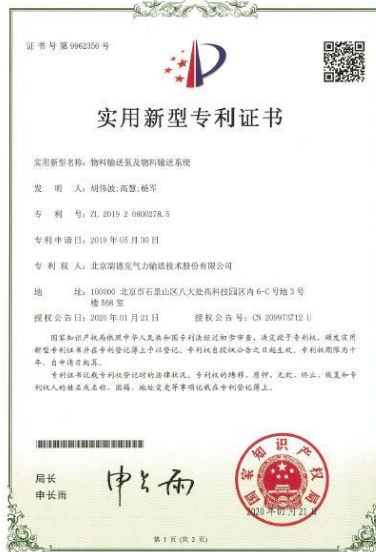 证书号第9962356号
实用新型专利证书
实用新型名称：物料输送泵及物料输送系统
发 明 人：胡伟波;高慧;杨军
专 利 号：ZL 2019 2 0800278.5
专利申请日：2019年05月30日
专 利 权 人：北京瑞德克气力输送技术股份有限公司
地 址：100000 北京市石景山区八大处高科技园区内6-C号地3号
楼568室
授权公告日：2020年01月21日 授权公告号：CN 209973712 U
国家知识产权局依照中华人民共和国专利法经过初步审查，决定授予专利权，颁发实用
新型专利证书并在专利登记簿上予以登记。专利权自授权公告之日起生效。专利权期限为十
年，自申请日起算。
专利证书记载专利权登记时的法律状况。专利权的转移、质押、无效、终止、恢复和专
利权人的姓名或名称、国籍、地址变更等事项记载在专利登记簿上。
局长
申长雨
申长雨
国家知识产权局
2020年01月21日
第 1 页 (共 2 页)